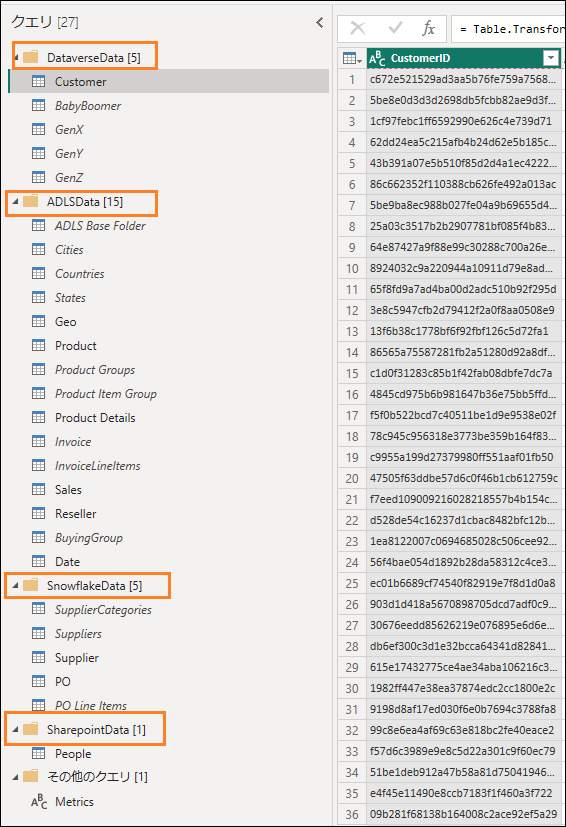 クエリ [27]
DataverseData [5]
Customer
BabyBoomer
GenX
GenY
GenZ
ADLSData [15]
ADLS Base Folder
Cities
Countries
States
Geo
Product
Product Groups
Product Item Group
Product Details
Invoice
InvoiceLineItems
Sales
Reseller
BuyingGroup
Date
SnowflakeData [5]
SupplierCategories
Suppliers
Supplier
PO
PO Line Items
SharepointData [1]
People
その他のクエリ [1]
Metrics
fx
= Table.Transfor
CustomerID
1 c672e521529ad3aa5b76fe759a7568...
2 5be8e0d3d3d2698db5fcbb82ae9d3f...
3 1cf97febc1ff6592990e626c4e739d71
4 62dd24ea5c215afb4b24d62e5b185c...
5 43b391a07e5b510f85d2d4a1ec4222...
6 86c662352f110388cb626fe492a013ac
7 5be9ba8ec988b027fe04a9b69655d4...
8 25a03c3517b2b2907781bf085f4b83...
9 64e87427a9f88e99c30288c700a26e...
10 8924032c9a220944a10911d79e8ad...
11 65f8fd9a7ad4ba00d2adc510b92f295d
12 3e8c5947cfb2d79412f2a0f8aa0508e9
13 13f6b38c1778bf6f92fbf126c5d72fa1
14 86565a75587281fb2a51280d92a8df...
15 c1d0f31283c85b1f42fab08dbfe7dc7a
16 4845cd975b6b981647b36e75bb5ffd...
17 f5f0b522bcd7c40511be1d9e9538e02f
18 78c945c956318e3773be359b164f83...
19 c9955a199d27379980ff551aaf01fb50
20 47505f63ddbe57d6c0f46b1cb612759c
21 f7eed109009216028218557b4b154c...
22 d528de54c16237d1cbac8482bfc12b...
23 1ea8122007c0694685028c506cee92...
24 56f4bae054d1892b28da58312c4ce3...
25 ec01b6689cf74540f82919e7f8d1d0a8
26 903d1d418a5670898705dcd7adf0c9...
27 30676eedd85626219e076895e6d6e...
28 db6ef300c3d1e32bcca64341d82841...
29 615e17432775ce4ae34aba106216c3...
30 1982ff447e38ea37874edc2cc1800e2c
31 9198d8af17ed030f6e0b7694c3788fa8
32 99c8e6ea4af69c63e818bc2fe40eace2
33 f57d6c3989e9e8c5d22a301c9f60ec79
34 51be1deb912a47b58a81d75041946...
35 e4f45e11490e8ccb7183f1f460a3f722
36 09b281f68138b164008c2ace92ef5a29